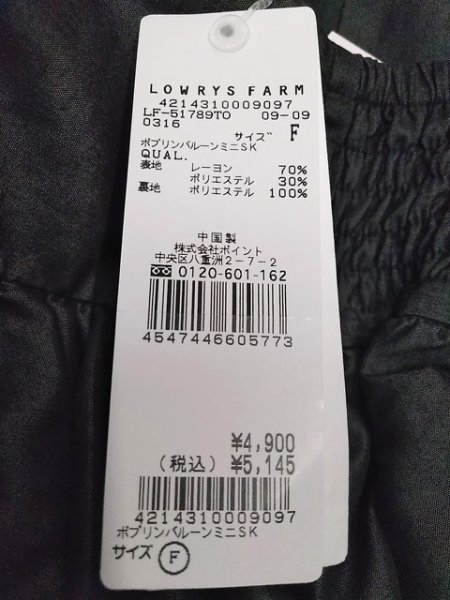 LOWRYS FARM
4214310009097
LF-51789TO 09-09
0316
サイズ F
ポプリンバルーンミニSK
QUAL.
表地 レーヨン 70%
ポリエステル 30%
裏地 ポリエステル 100%
中国製
株式会社ポイント
中央区八重洲2-7-2
0120-601-162
4547446605773
¥4,900
(税込) ¥5,145
4214310009097
ポプリンバルーンミニSK
サイズ F